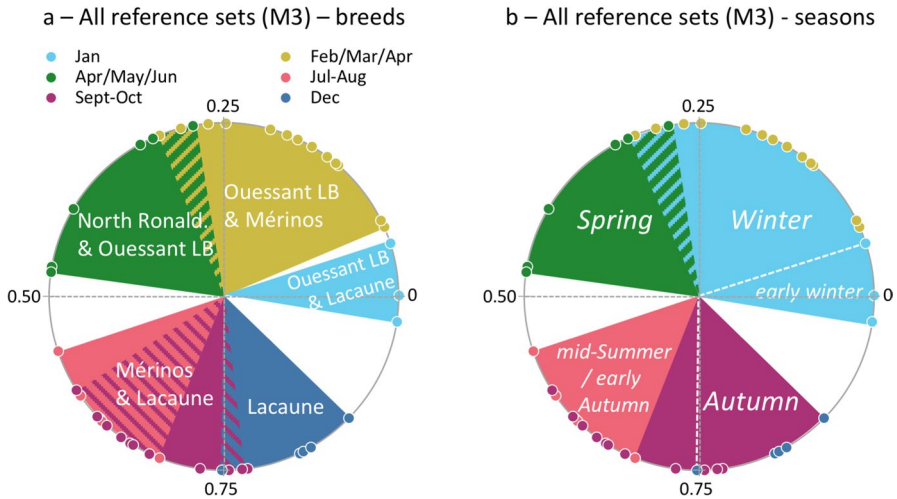 a – All reference sets (M3) – breeds
Jan
Apr/May/Jun
Sept-Oct
Feb/Mar/Apr
Jul-Aug
Dec
0.25
0.50
0
0.75
North Ronald.
& Ouessant LB
Ouessant LB
& Mérinos
Ouessant LB
& Lacaune
Mérinos
& Lacaune
Lacaune
b – All reference sets (M3) - seasons
0.25
0.50
0
0.75
Spring
Winter
early winter
mid-Summer
/ early
Autumn
Autumn